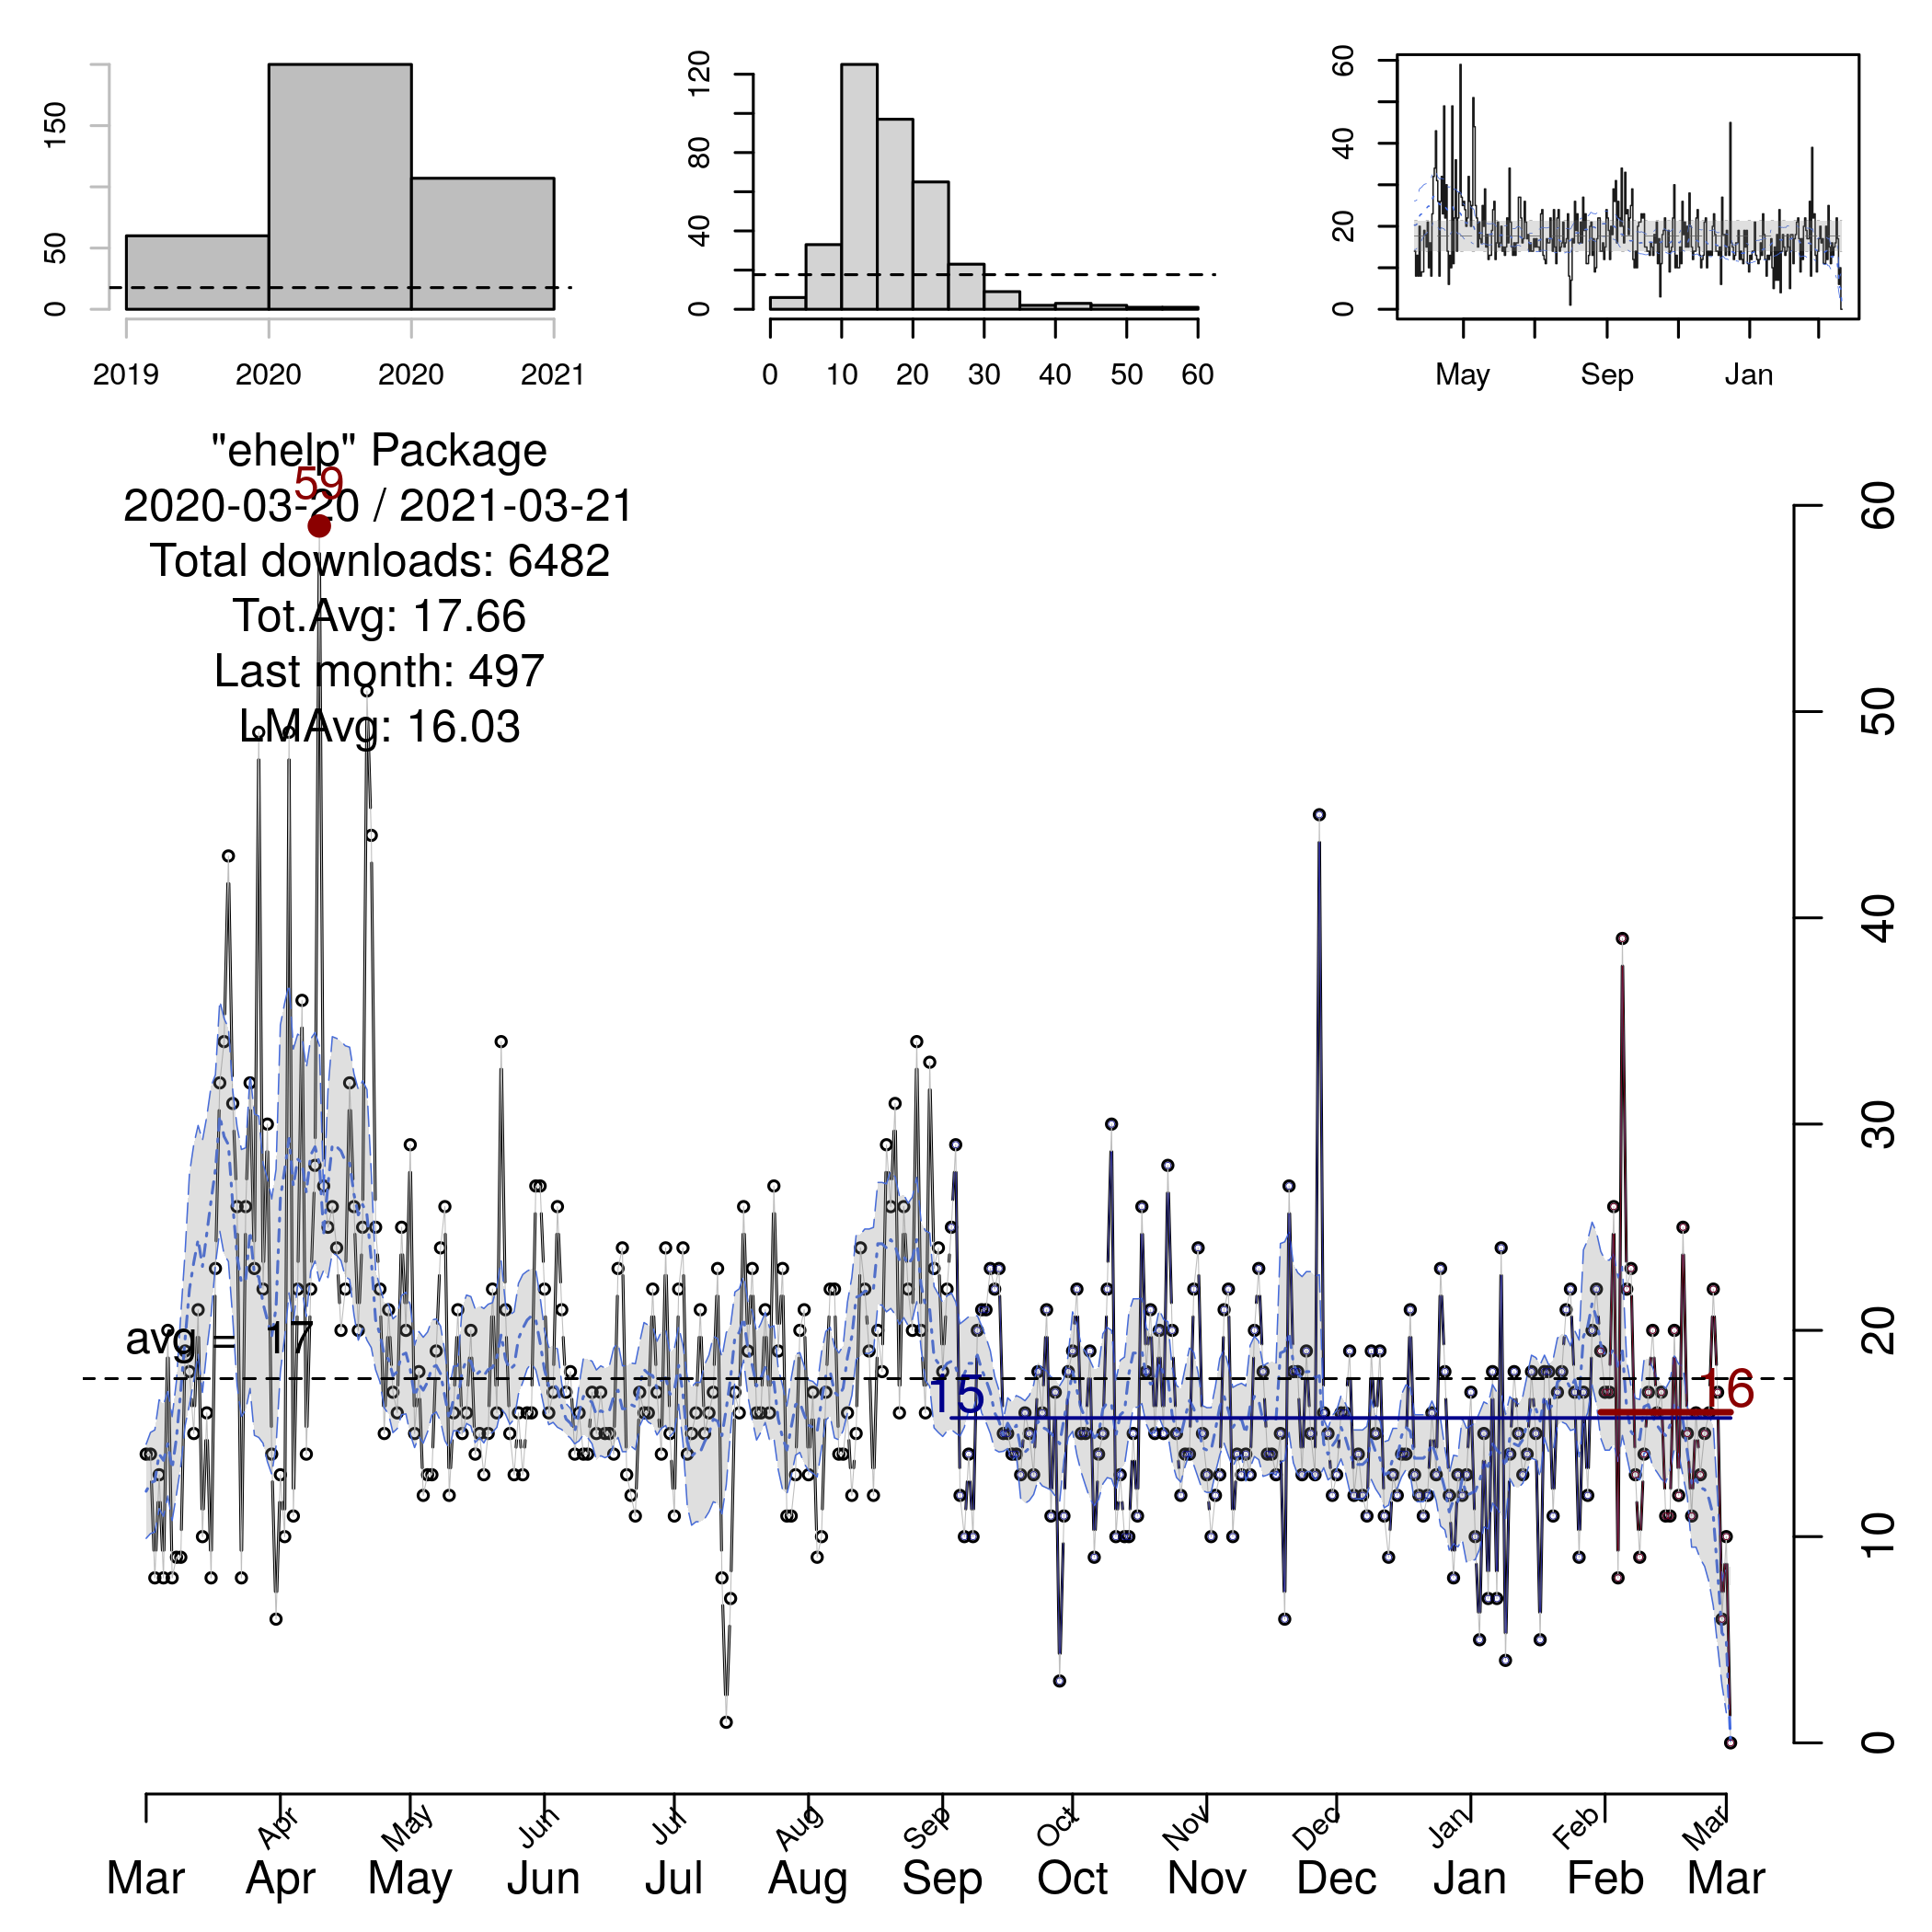 0 50 150
2019 2020 2020 2021
0 40 80 120
0 10 20 30 40 50 60
0 20 40 60
May Sep Jan
"ehelp" Package
59
2020-03-20 / 2021-03-21
Total downloads: 6482
Tot.Avg: 17.66
Last month: 497
LMAvg: 16.03
avg = 17
15
16
0 10 20 30 40 50 60
Apr May Jun Jul Aug Sep Oct Nov Dec Jan Feb Mar
Mar Apr May Jun Jul Aug Sep Oct Nov Dec Jan Feb Mar